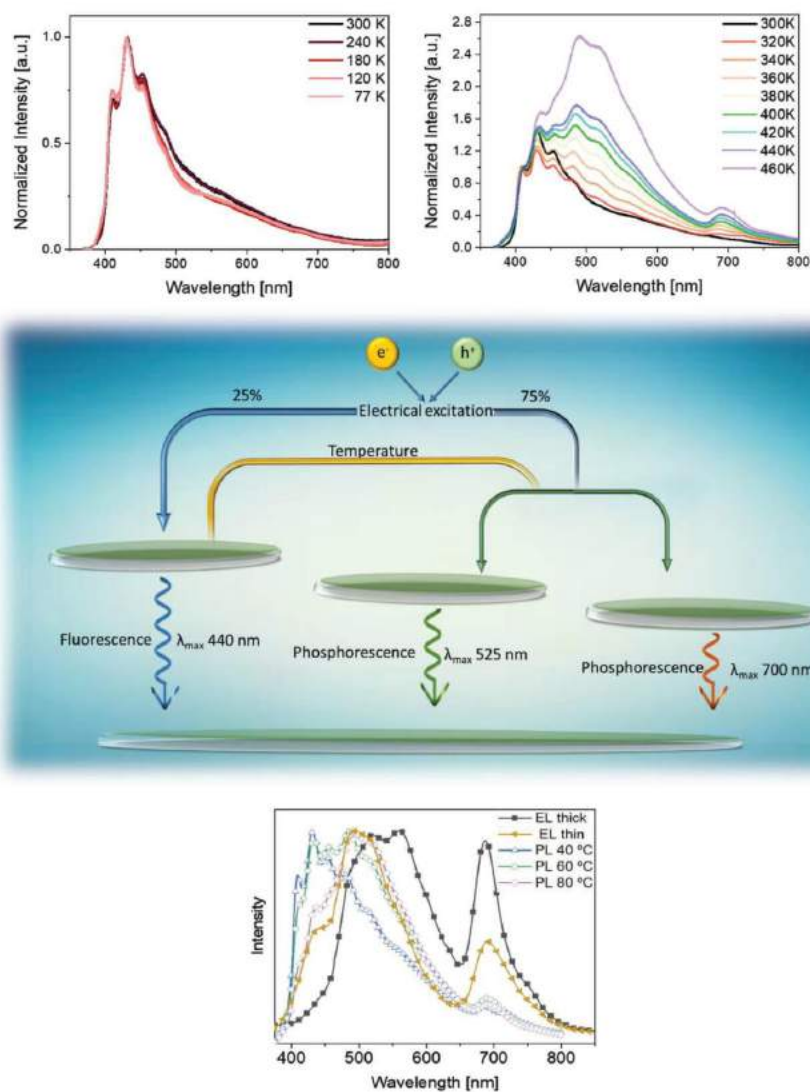 1.0
0.5
0.0
Normalized Intensity [a.u.]
300 K
240 K
180 K
120 K
77 K
400 500 600 700 800
Wavelength [nm]
2.8
2.4
2.0
1.6
1.2
0.8
0.4
0.0
Normalized Intensity [a.u.]
300K
320K
340K
360K
380K
400K
420K
440K
460K
400 500 600 700 800
Wavelength [nm]
e- h+
25% Electrical excitation 75%
Temperature
Fluorescence λmax 440 nm
Phosphorescence λmax 525 nm
Phosphorescence λmax 700 nm
Intensity
EL thick
EL thin
PL 40 ºC
PL 60 ºC
PL 80 ºC
400 500 600 700 800
Wavelength [nm]